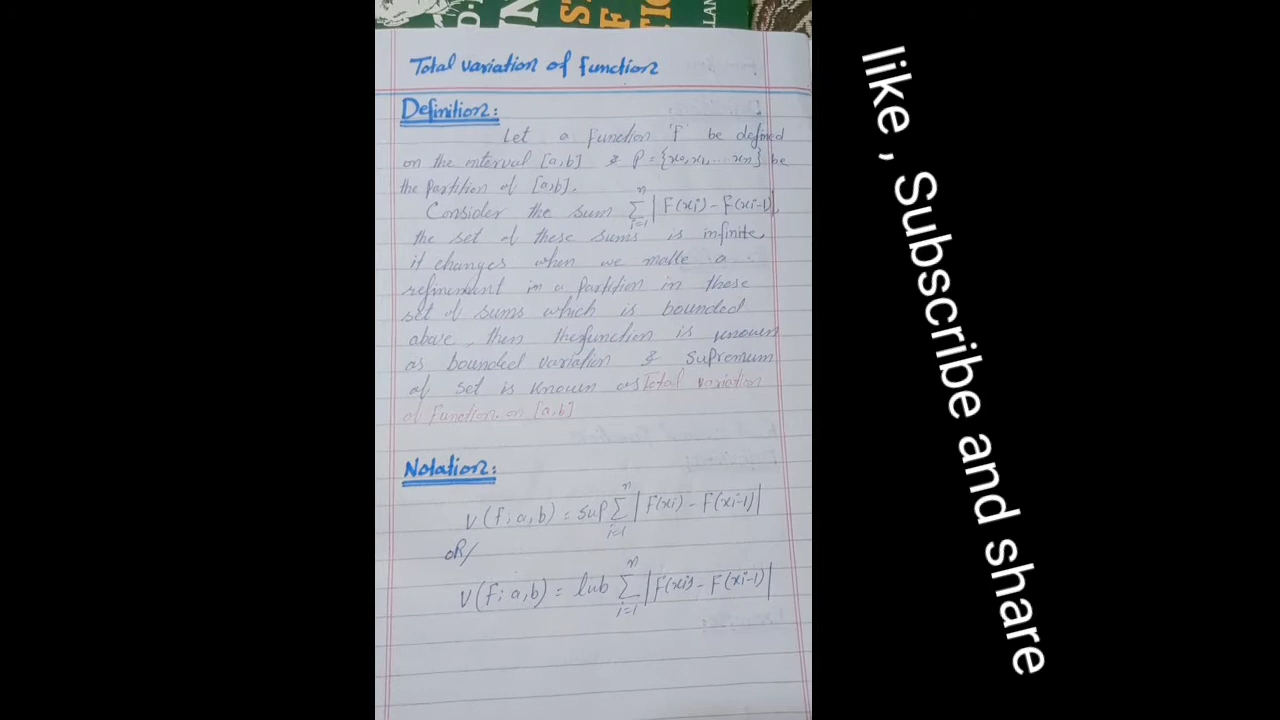 Total variation of function
Definition:
Let a function 'F' be defined
on the interval [a,b] & P = {x0, x1, ... xn} be
the Partition of [a,b].
Consider the sum n∑i=1 | F(xi) - F(xi-1)|,
the set of these sums is infinite,
it changes when we make a
refinement in a partition in those
set of sums which is bounded
above, then the function is known
as bounded variation & Supremum
of set is known as Total variation
of Function on [a,b]
Notation:
V(f; a, b) = sup n∑i=1 | F(xi) - F(xi-1)|
OR/
V(F; a, b) = lub n∑i=1 | F(xi) - F(xi-1)|
like , Subscribe and share